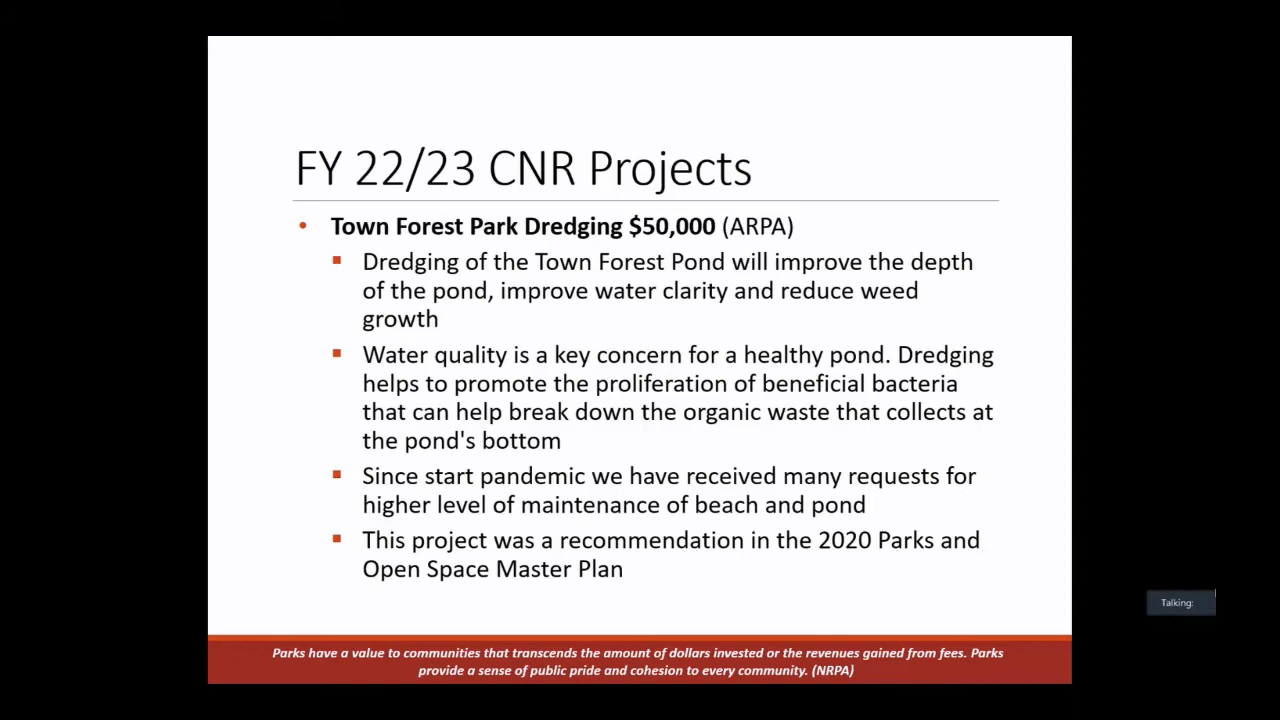 FY 22/23 CNR Projects
• Town Forest Park Dredging $50,000 (ARPA)
▪ Dredging of the Town Forest Pond will improve the depth
of the pond, improve water clarity and reduce weed
growth
▪ Water quality is a key concern for a healthy pond. Dredging
helps to promote the proliferation of beneficial bacteria
that can help break down the organic waste that collects at
the pond's bottom
▪ Since start pandemic we have received many requests for
higher level of maintenance of beach and pond
▪ This project was a recommendation in the 2020 Parks and
Open Space Master Plan
Talking:
Parks have a value to communities that transcends the amount of dollars invested or the revenues gained from fees. Parks
provide a sense of public pride and cohesion to every community. (NRPA)